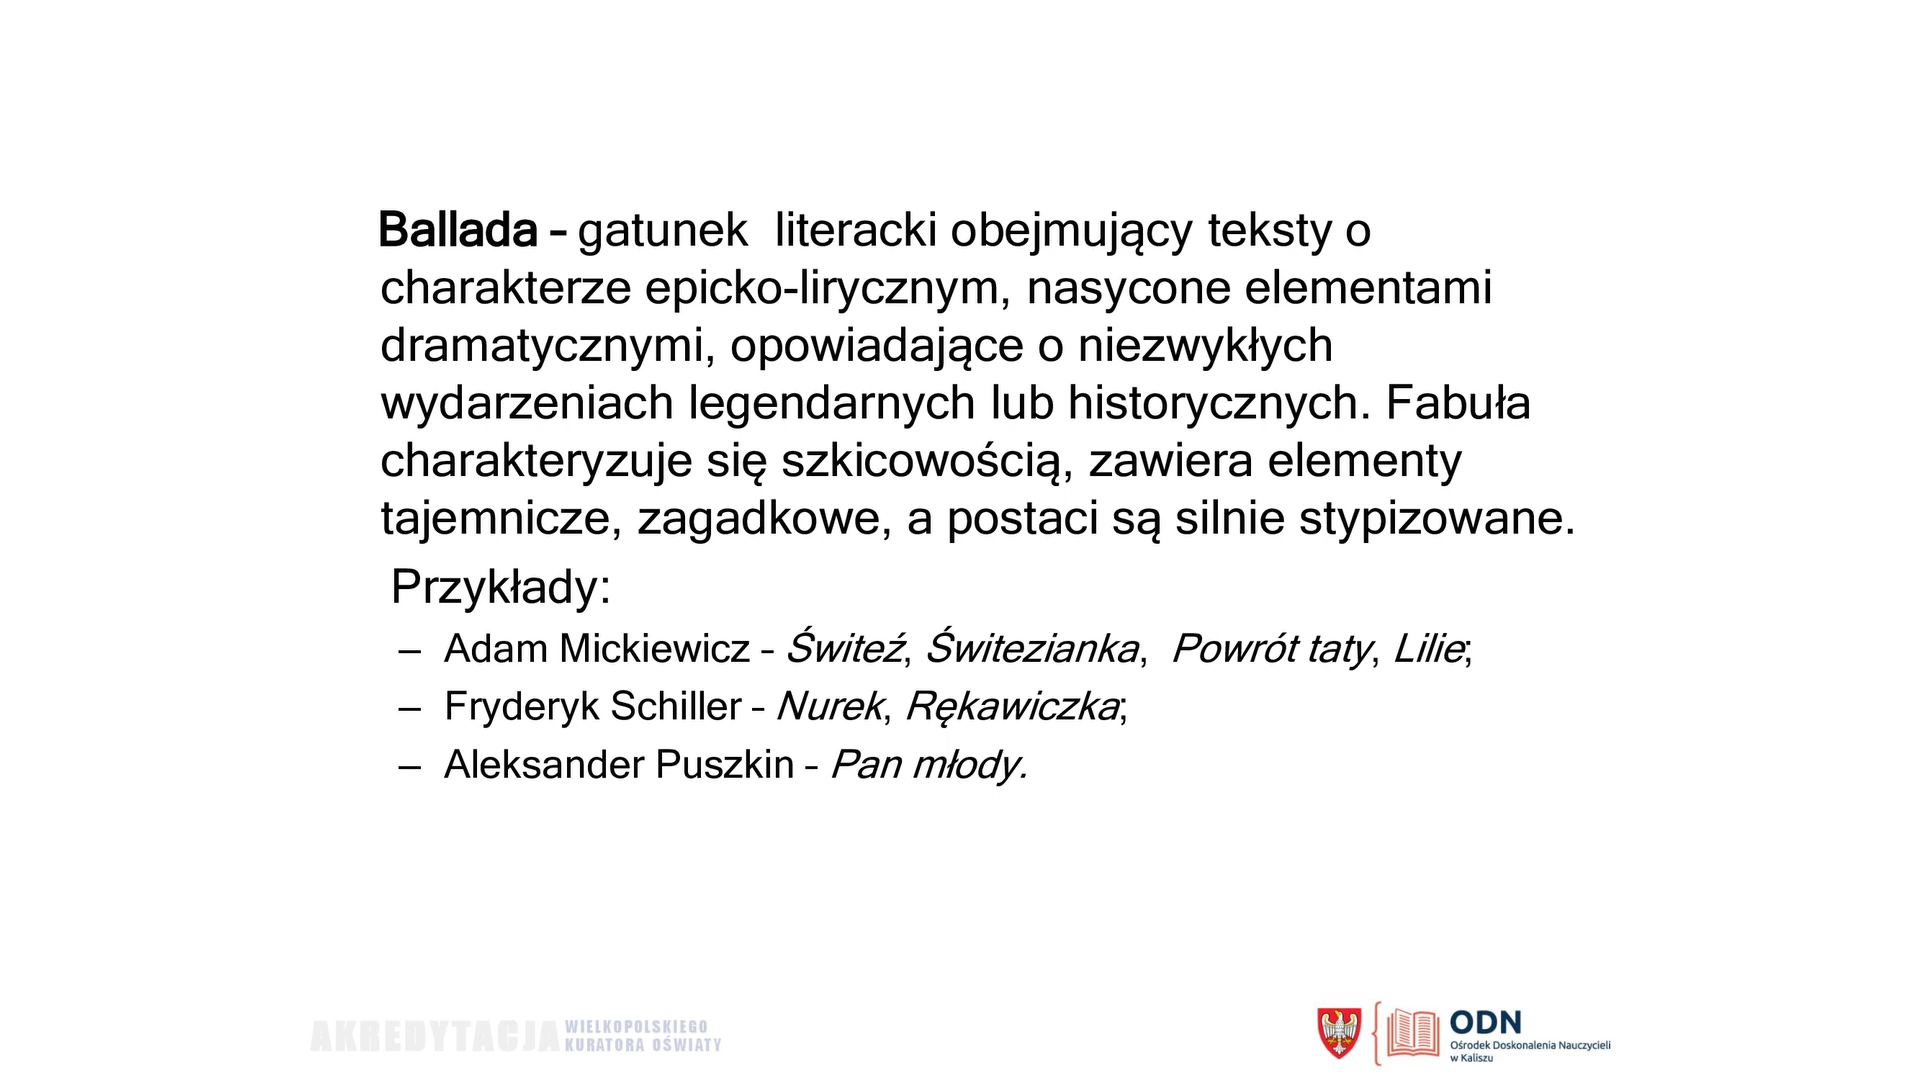 Ballada – gatunek  literacki obejmujący teksty o
charakterze epicko-lirycznym, nasycone elementami
dramatycznymi, opowiadające o niezwykłych
wydarzeniach legendarnych lub historycznych. Fabuła
charakteryzuje się szkicowością, zawiera elementy
tajemnicze, zagadkowe, a postaci są silnie stypizowane.
Przykłady:
– Adam Mickiewicz – Świteź, Świtezianka,  Powrót taty, Lilie;
– Fryderyk Schiller – Nurek, Rękawiczka;
– Aleksander Puszkin – Pan młody.
AKREDYTACJA WIELKOPOLSKIEGO
KURATORA OŚWIATY
ODN
Ośrodek Doskonalenia Nauczycieli
w Kaliszu